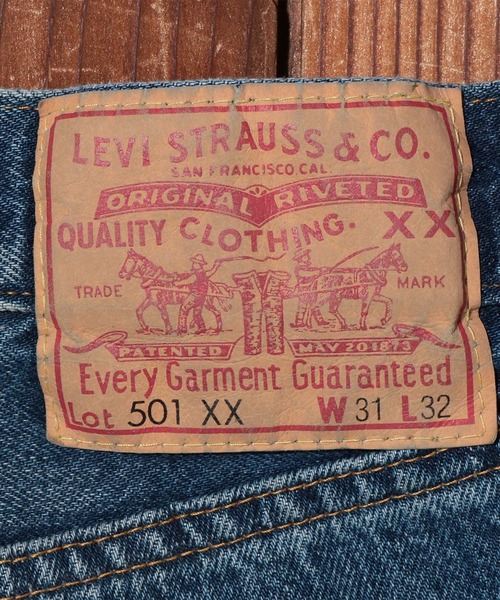 LEVI STRAUSS & CO.
SAN FRANCISCO, CAL.
ORIGINAL RIVETED
QUALITY CLOTHING. XX
TRADE MARK
PATENTED MAY 20 1873
Every Garment Guaranteed
Lot 501 XX W 31 L 32